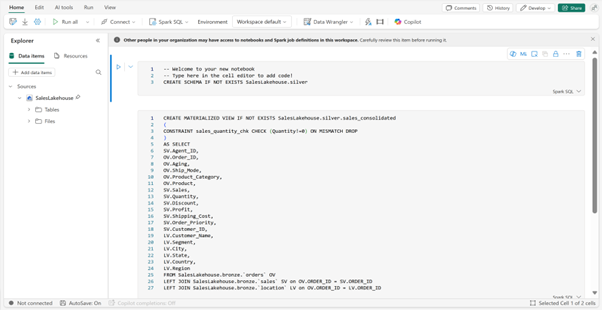 Home Edit AI tools Run View
Comments History Develop Share
Run all Connect Spark SQL Environment Workspace default Data Wrangler Copilot
Explorer
Other people in your organization may have access to notebooks and Spark job definitions in this workspace. Carefully review this item before running it.
Data items Resources
Add data items
Sources
SalesLakehouse
Tables
Files
1 -- Welcome to your new notebook
2 -- Type here in the cell editor to add code!
3 CREATE SCHEMA IF NOT EXISTS SalesLakehouse.silver
Spark SQL
1 CREATE MATERIALIZED VIEW IF NOT EXISTS SalesLakehouse.silver.sales_consolidated
2 (
3 CONSTRAINT sales_quantity_chk CHECK (Quantity!=0) ON MISMATCH DROP
4 )
5 AS SELECT
6 SV.Agent_ID,
7 OV.Order_ID,
8 OV.Aging,
9 OV.Ship_Mode,
10 OV.Product_Category,
11 OV.Product,
12 SV.Sales,
13 SV.Quantity,
14 SV.Discount,
15 SV.Profit,
16 SV.Shipping_Cost,
17 SV.Order_Priority,
18 SV.Customer_ID,
19 LV.Customer_Name,
20 LV.Segment,
21 LV.City,
22 LV.State,
23 LV.Country,
24 LV.Region
25 FROM SalesLakehouse.bronze.`orders` OV
26 LEFT JOIN SalesLakehouse.bronze.`sales` SV on OV.ORDER_ID = SV.ORDER_ID
27 LEFT JOIN SalesLakehouse.bronze.`location` LV on OV.ORDER_ID = LV.ORDER_ID
Spark SQL
Not connected AutoSave: On Copilot completions: Off Selected Cell 1 of 2 cells